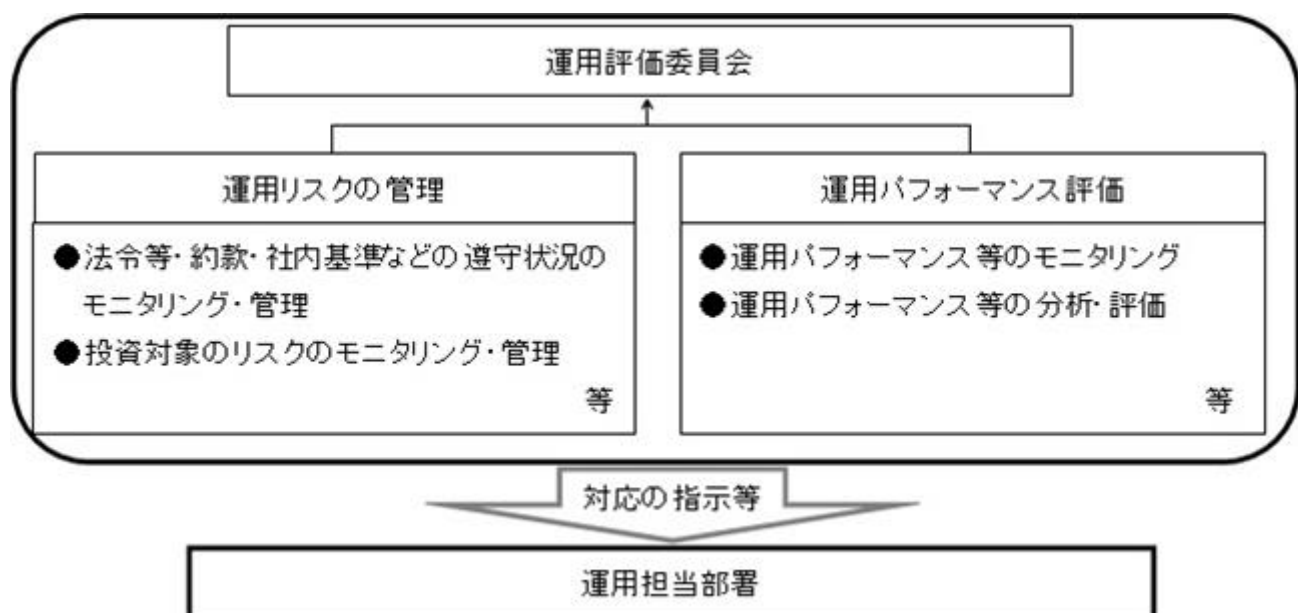 運用評価委員会
運用リスクの管理
●法令等・約款・社内基準などの遵守状況の
モニタリング・管理
●投資対象のリスクのモニタリング・管理
等
運用パフォーマンス評価
●運用パフォーマンス等のモニタリング
●運用パフォーマンス等の分析・評価
等
対応の指示等
運用担当部署